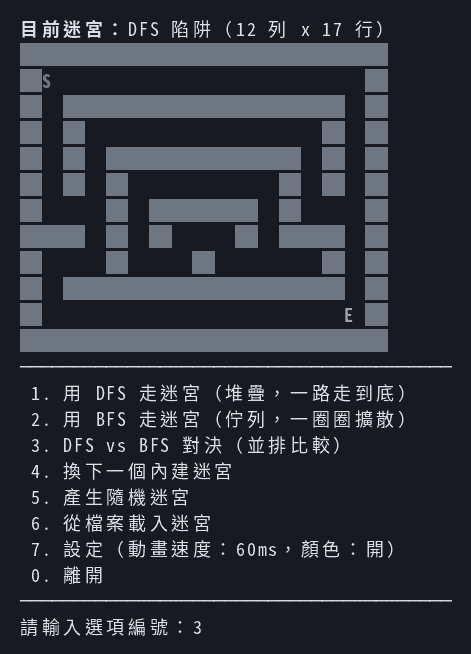 目前迷宮：DFS 陷阱（12 列 x 17 行）
S
E
1. 用 DFS 走迷宮（堆疊，一路走到底）
2. 用 BFS 走迷宮（佇列，一圈圈擴散）
3. DFS vs BFS 對決（並排比較）
4. 換下一個內建迷宮
5. 產生隨機迷宮
6. 從檔案載入迷宮
7. 設定（動畫速度：60ms，顏色：開）
0. 離開
請輸入選項編號：3